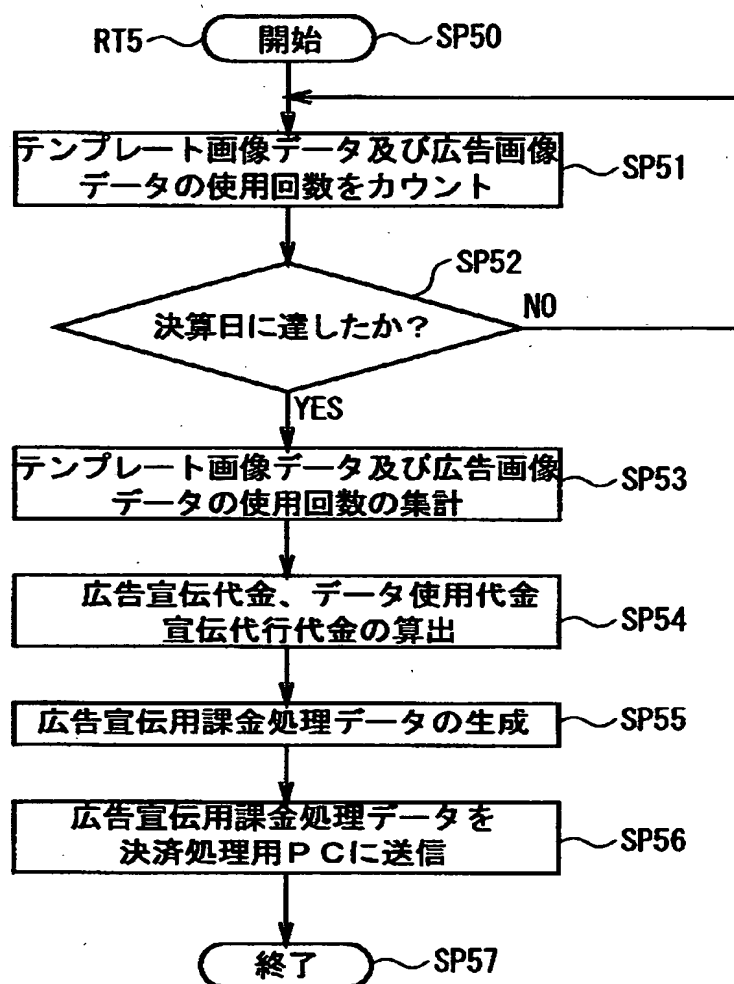 RT5 開始 SP50
テンプレート画像データ及び広告画像
データの使用回数をカウント
SP51
SP52
決算日に達したか?
NO
YES
テンプレート画像データ及び広告画像
データの使用回数の集計
SP53
広告宣伝代金、データ使用代金
宣伝代行代金の算出
SP54
広告宣伝用課金処理データの生成
SP55
広告宣伝用課金処理データを
決済処理用PCに送信
SP56
終了 SP57